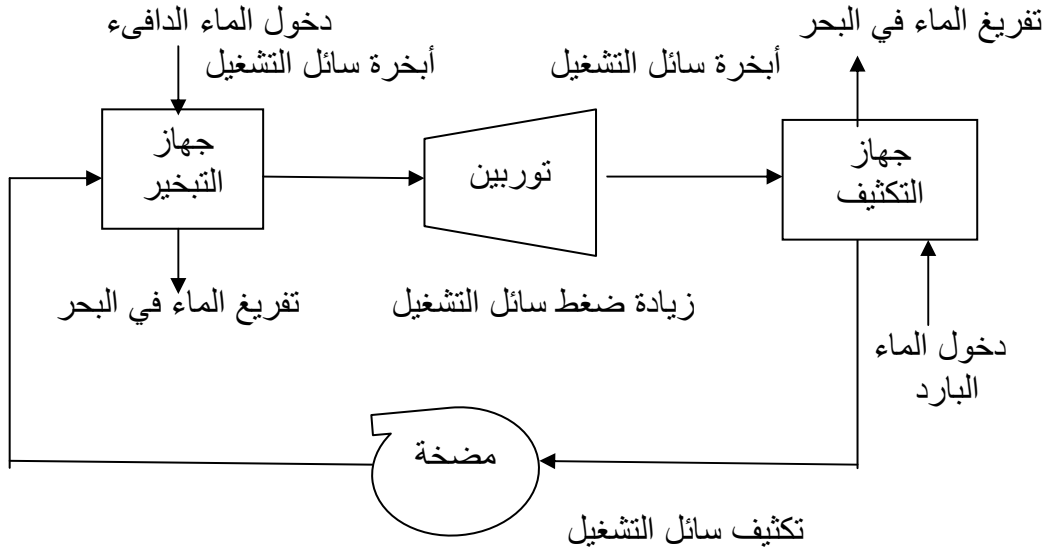 دخول الماء الدافىء
تفريغ الماء في البحر
أبخرة سائل التشغيل
أبخرة سائل التشغيل
جهاز
التبخير
توربين
جهاز
التكثيف
تفريغ الماء في البحر
زيادة ضغط سائل التشغيل
دخول الماء
البارد
مضخة
تكثيف سائل التشغيل